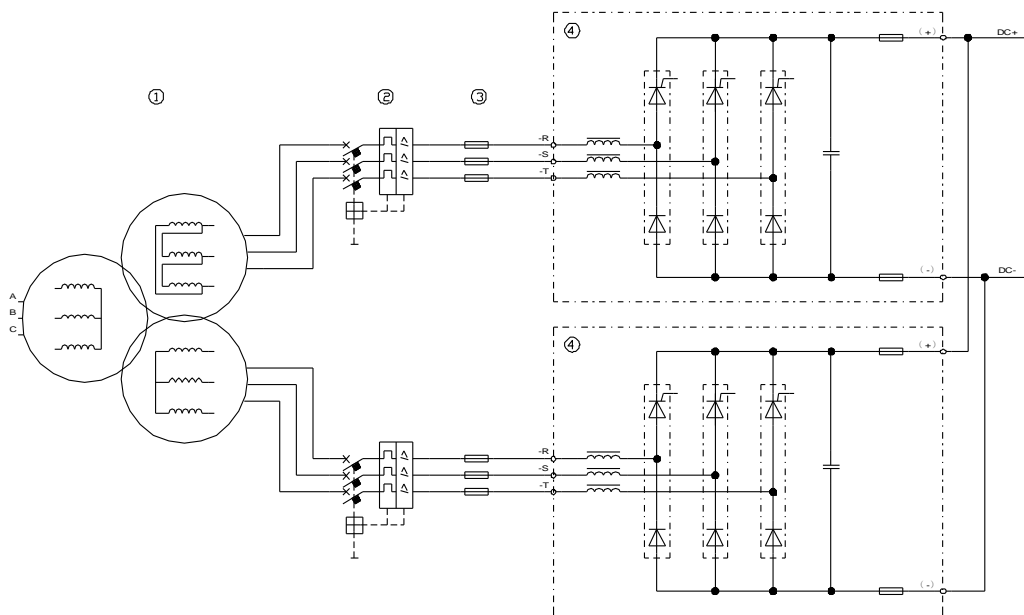 ④
(+)
DC+
①
②
③
-R
-S
-T
(-)
DC-
A
B
C
④
(+)
-R
-S
-T
(-)